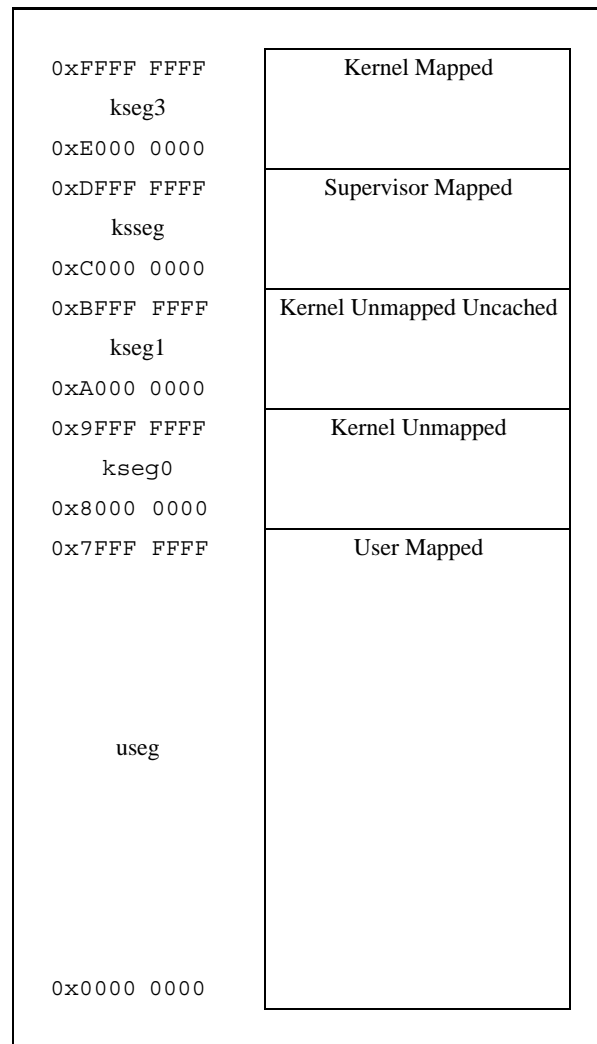 0xFFFF FFFF Kernel Mapped
kseg3
0xE000 0000
0xDFFF FFFF Supervisor Mapped
ksseg
0xC000 0000
0xBFFF FFFF Kernel Unmapped Uncached
kseg1
0xA000 0000
0x9FFF FFFF Kernel Unmapped
kseg0
0x8000 0000
0x7FFF FFFF User Mapped
useg
0x0000 0000